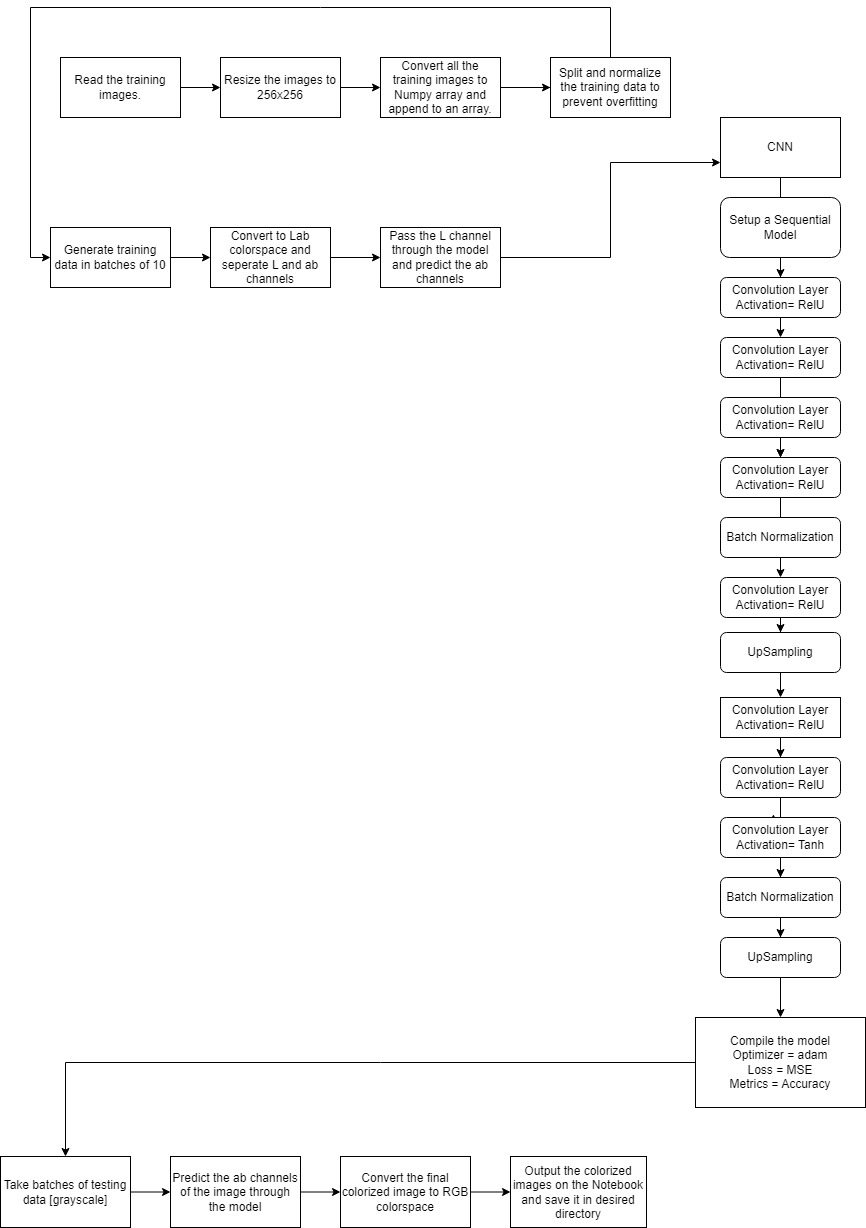 Read the training
images.
Resize the images to
256x256
Convert all the
training images to
Numpy array and
append to an array.
Split and normalize
the training data to
prevent overfitting
Generate training
data in batches of 10
Convert to Lab
colorspace and
seperate L and ab
channels
Pass the L channel
through the model
and predict the ab
channels
CNN
Setup a Sequential
Model
Convolution Layer
Activation= RelU
Convolution Layer
Activation= RelU
Convolution Layer
Activation= RelU
Convolution Layer
Activation= RelU
Batch Normalization
Convolution Layer
Activation= RelU
UpSampling
Convolution Layer
Activation= RelU
Convolution Layer
Activation= RelU
Convolution Layer
Activation= Tanh
Batch Normalization
UpSampling
Compile the model
Optimizer = adam
Loss = MSE
Metrics = Accuracy
Take batches of testing
data [grayscale]
Predict the ab channels
of the image through
the model
Convert the final
colorized image to RGB
colorspace
Output the colorized
images on the Notebook
and save it in desired
directory